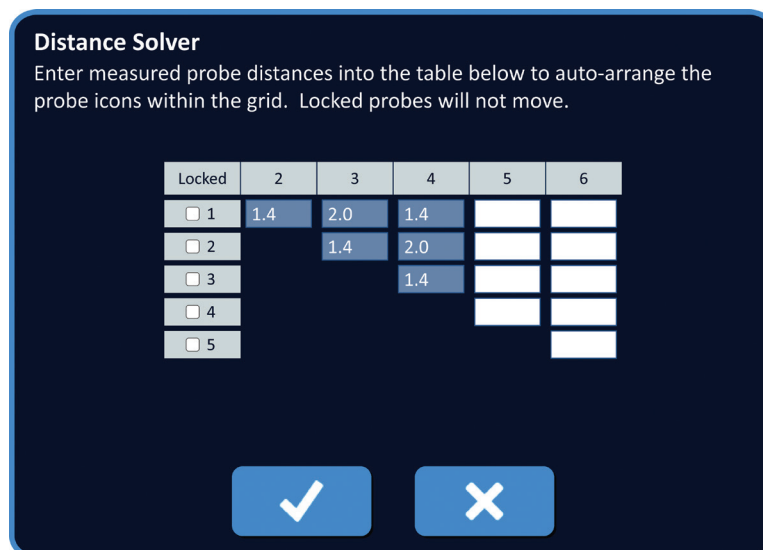 Distance Solver
Enter measured probe distances into the table below to auto-arrange the
probe icons within the grid.  Locked probes will not move.
Locked 2 3 4 5 6
1 1.4 2.0 1.4
2 1.4 2.0
3 1.4
4
5